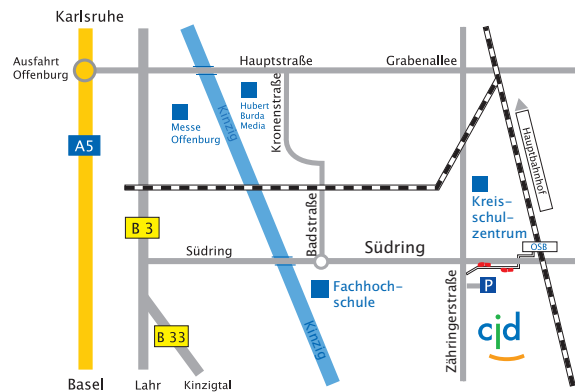 Karlsruhe
Ausfahrt
Offenburg
Hauptstraße
Grabenallee
Kinzig
Hubert
Burda
Media
Kronenstraße
Messe
Offenburg
A5
Hauptbahnhof
Kreis-
schul-
zentrum
B 3
Badstraße
Südring
Südring
OSB
Fachhoch-
schule
Zähringerstraße
P
Kinzig
cjd
B 33
Basel
Lahr
Kinzigtal